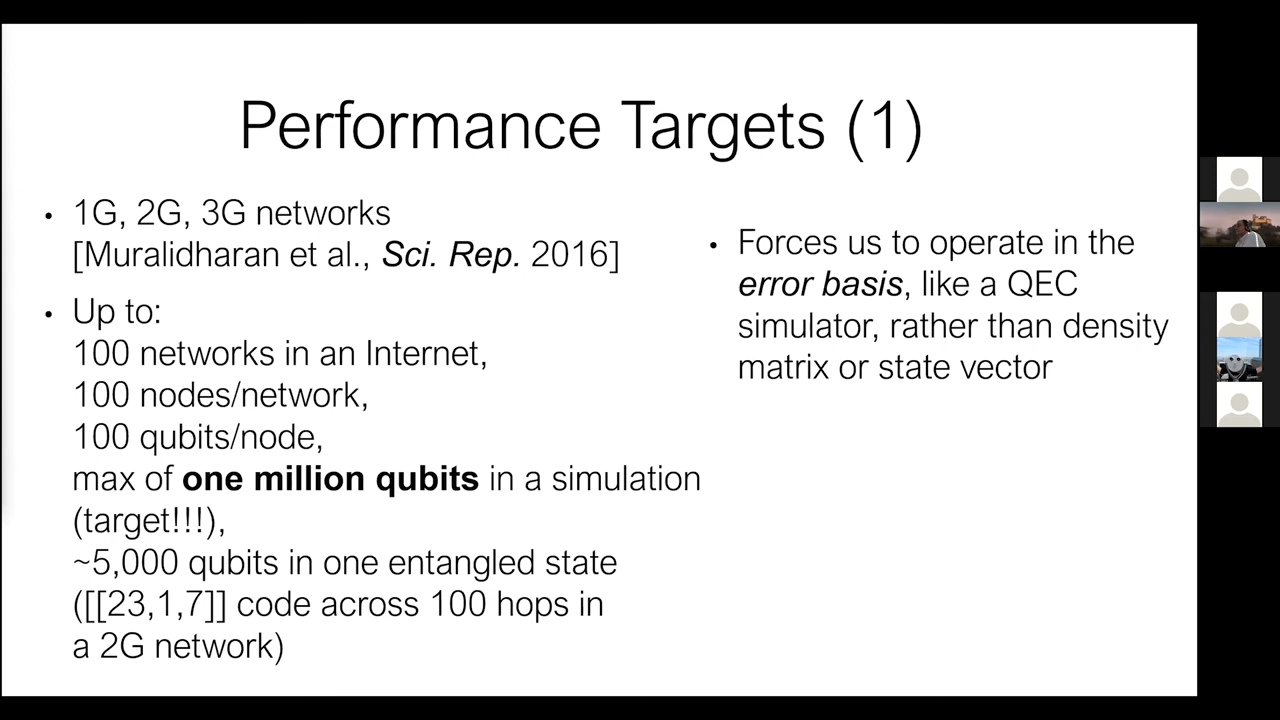 Performance Targets (1)
• 1G, 2G, 3G networks
[Muralidharan et al., Sci. Rep. 2016]
• Up to:
100 networks in an Internet,
100 nodes/network,
100 qubits/node,
max of one million qubits in a simulation
(target!!!),
~5,000 qubits in one entangled state
([[23,1,7]] code across 100 hops in
a 2G network)
• Forces us to operate in the
error basis, like a QEC
simulator, rather than density
matrix or state vector